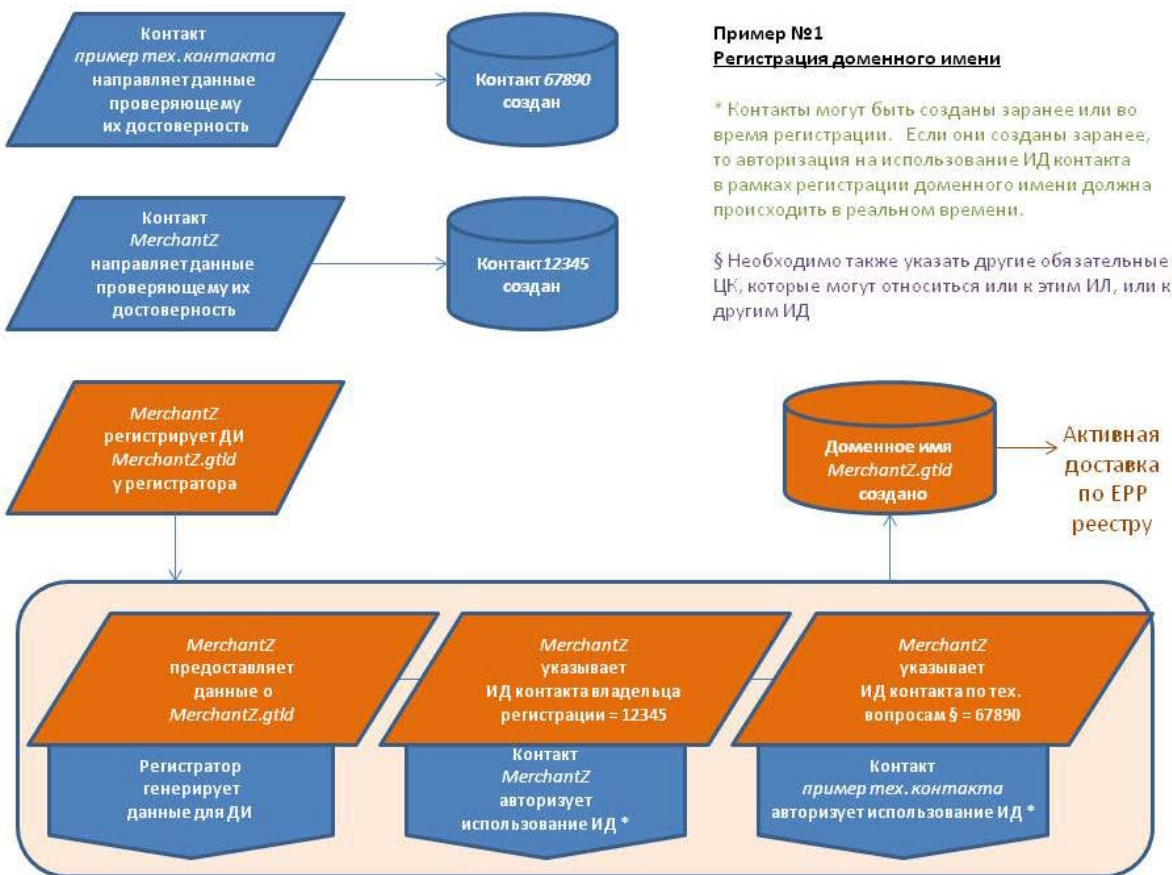 Контакт
пример тех. контакта
направляет данные
проверяющему
их достоверность
Контакт 67890
создан
Пример №1
Регистрация доменного имени
* Контакты могут быть созданы заранее или во
время регистрации. Если они созданы заранее,
то авторизация на использование ИД контакта
в рамках регистрации доменного имени должна
происходить в реальном времени.
§ Необходимо также указать другие обязательные
ЦК, которые могут относиться или к этим ИЛ, или к
другим ИД
Контакт
MerchantZ
направляет данные
проверяющему их
достоверность
Контакт12345
создан
MerchantZ
регистрирует ДИ
MerchantZ.gtld
у регистратора
Доменное имя
MerchantZ.gtld
создано
Активная
доставка
по EPP
реестру
MerchantZ
предоставляет
данные о
MerchantZ.gtld
Регистратор
генерирует
данные для ДИ
MerchantZ
указывает
ИД контакта владельца
регистрации = 12345
Контакт
MerchantZ
авторизует
использование ИД *
MerchantZ
указывает
ИД контакта по тех.
вопросам § = 67890
Контакт
пример тех. контакта
авторизует использование ИД *